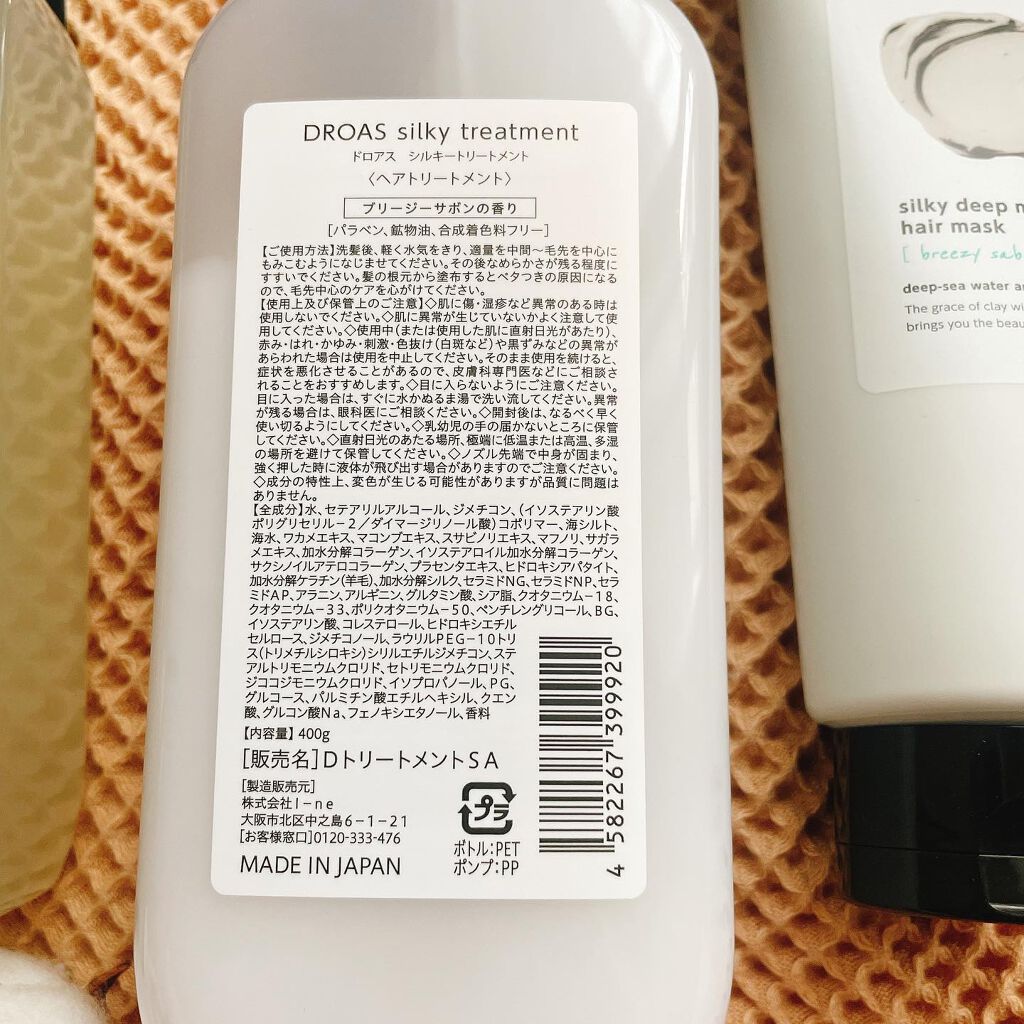 DROAS silky treatment
ドロアス シルキートリートメント
〈ヘアトリートメント〉
ブリージーサボンの香り
[パラベン、鉱物油、合成着色料フリー]
【ご使用方法】洗髪後、軽く水気をきり、適量を中間〜毛先を中心に
もみこむようになじませてください。その後なめらかさが残る程度に
すすいでください。髪の根元から塗布するとベタつきの原因になる
ので、毛先中心のケアを心がけてください。
【使用上及び保管上のご注意】◇肌に傷・湿疹など異常のある時は
使用しないでください。◇肌に異常が生じていないかよく注意して使
用してください。◇使用中(または使用した肌に直射日光があたり)、
赤み・はれ・かゆみ・刺激・色抜け(白斑など)や黒ずみなどの異常が
あらわれた場合は使用を中止してください。そのまま使用を続けると、
症状を悪化させることがあるので、皮膚科専門医などにご相談さ
れることをおすすめします。◇目に入らないようにご注意ください。
目に入った場合は、すぐに水かぬるま湯で洗い流してください。異常
が残る場合は、眼科医にご相談ください。◇開封後は、なるべく早く
使い切るようにしてください。◇乳幼児の手の届かないところに保管
してください。◇直射日光のあたる場所、極端に低温または高温、多湿
の場所を避けて保管してください。◇ノズル先端で中身が固まり、
強く押した時に液体が飛び出す場合がありますのでご注意ください。
◇成分の特性上、変色が生じる可能性がありますが品質に問題は
ありません。
【全成分】水、セテアリルアルコール、ジメチコン、(イソステアリン酸
ポリグリセリル-2/ダイマージリノール酸)コポリマー、海シルト、
海水、ワカメエキス、マコンブエキス、スサビノリエキス、マフノリ、サガラ
メエキス、加水分解コラーゲン、イソステアロイル加水分解コラーゲン、
サクシノイルアテロコラーゲン、プラセンタエキス、ヒドロキシアパタイト、
加水分解ケラチン(羊毛)、加水分解シルク、セラミドNG、セラミドNP、セラ
ミドAP、アラニン、アルギニン、グルタミン酸、シア脂、クオタニウム-18、
クオタニウム-33、ポリクオタニウム-50、ペンチレングリコール、BG、
イソステアリン酸、コレステロール、ヒドロキシエチル
セルロース、ジメチコノール、ラウリルPEG-10トリ
ス(トリメチルシロキシ)シリルエチルジメチコン、ステ
アルトリモニウムクロリド、セトリモニウムクロリド、
ジココジモニウムクロリド、イソプロパノール、PG、
グルコース、パルミチン酸エチルヘキシル、クエン
酸、グルコン酸Na、フェノキシエタノール、香料
【内容量】400g
[販売名]DトリートメントSA
[製造販売元]
株式会社I-ne
大阪市北区中之島6-1-21
[お客様窓口]0120-333-476
MADE IN JAPAN
プラ
ボトル:PET
ポンプ:PP
4 582267 399920
silky deep
hair mask
[ breezy
deep-sea water
The grace of clay
brings you the